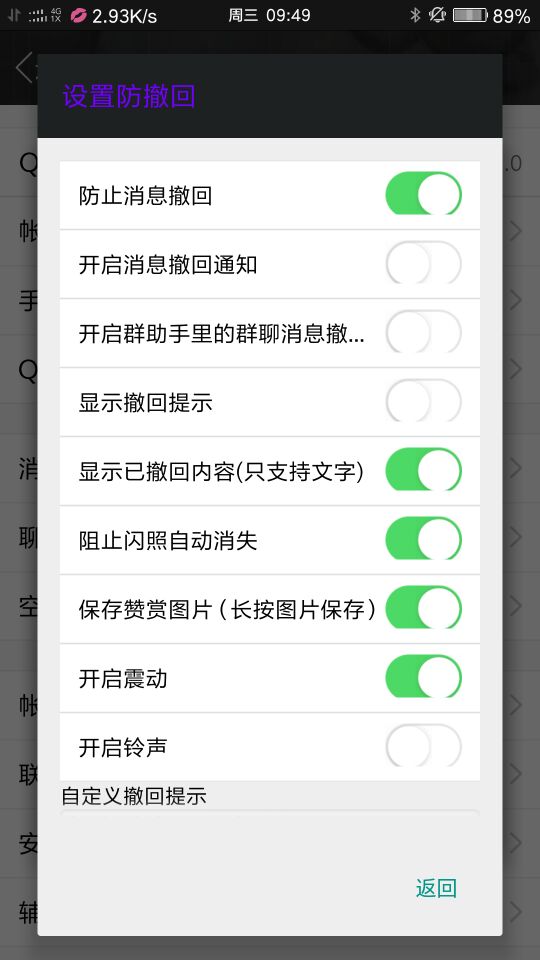 4G
1X
2.93K/s
周三 09:49
89%
设置防撤回
Q
.0
防止消息撤回
帐
开启消息撤回通知
手
开启群助手里的群聊消息撤...
Q
显示撤回提示
消
显示已撤回内容(只支持文字)
聊
阻止闪照自动消失
空
保存赞赏图片（长按图片保存）
帐
开启震动
联
开启铃声
自定义撤回提示
安
返回
辅